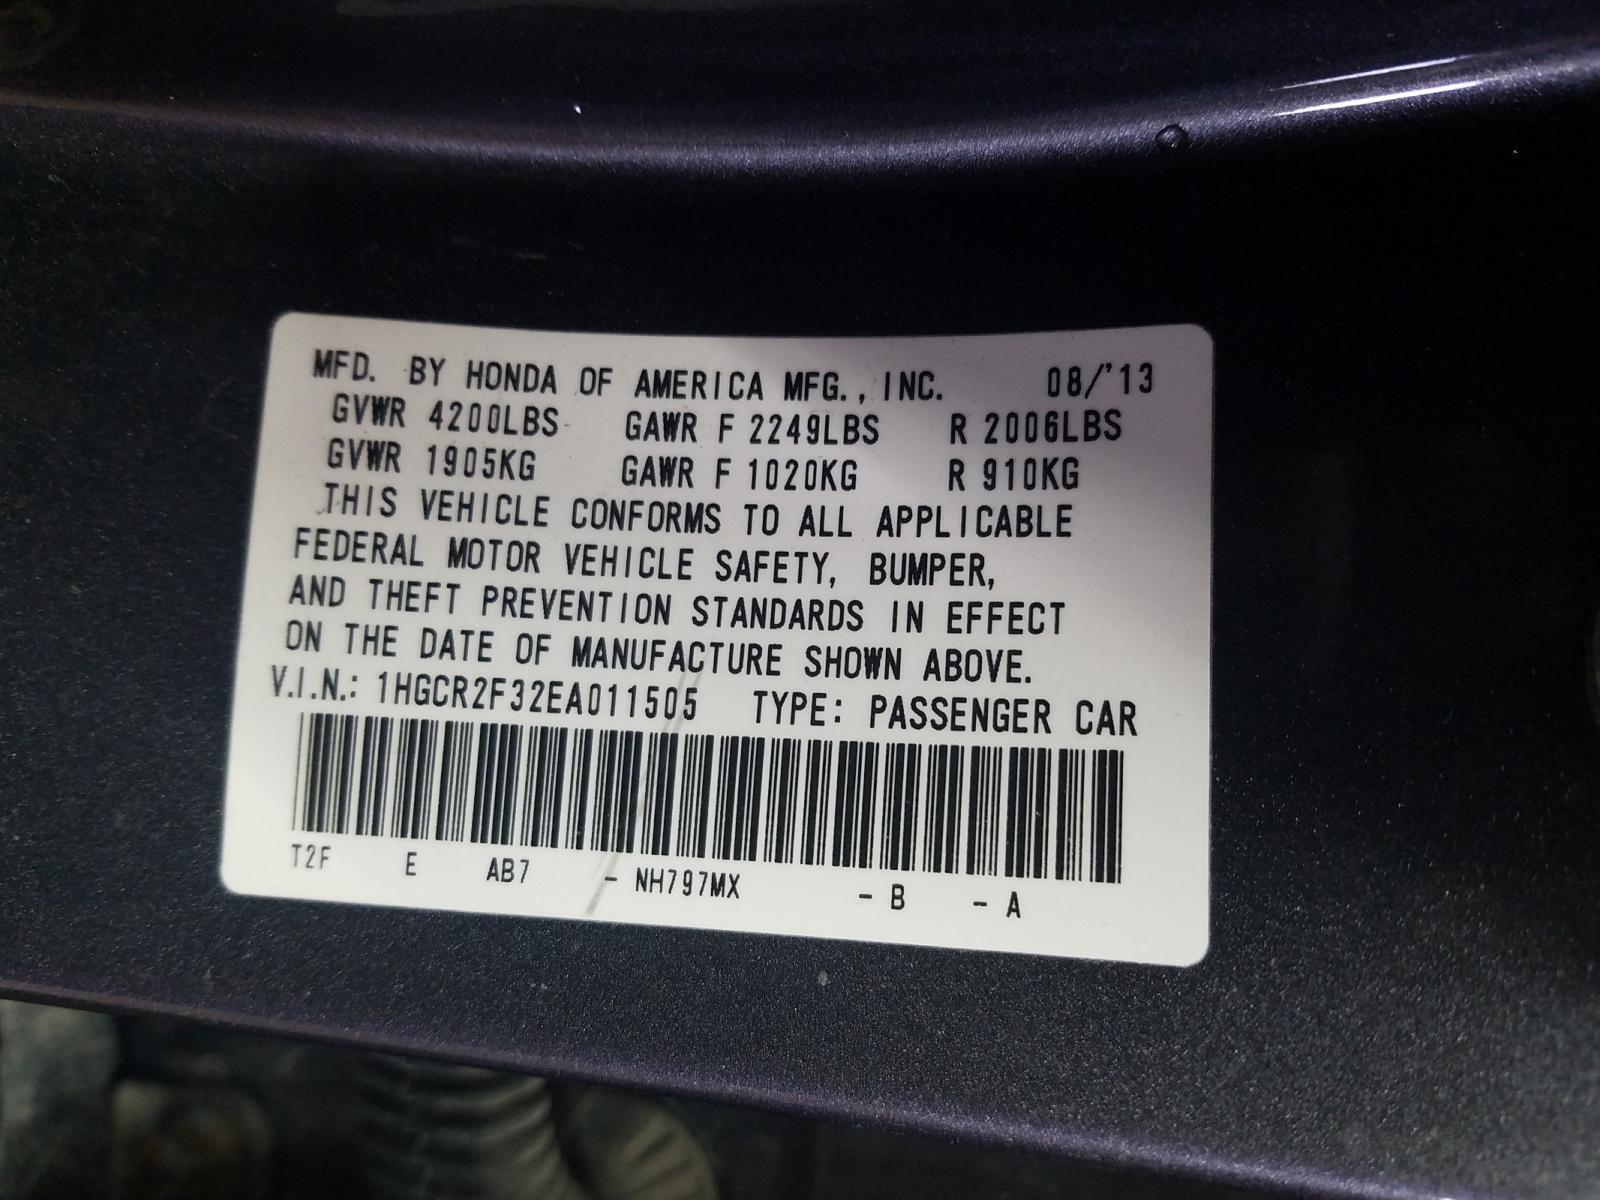 MFD. BY HONDA OF AMERICA MFG., INC. 08/'13
GVWR 4200LBS GAWR F 2249LBS R 2006LBS
GVWR 1905KG GAWR F 1020KG R 910KG
THIS VEHICLE CONFORMS TO ALL APPLICABLE
FEDERAL MOTOR VEHICLE SAFETY, BUMPER,
AND THEFT PREVENTION STANDARDS IN EFFECT
ON THE DATE OF MANUFACTURE SHOWN ABOVE.
V.I.N.: 1HGCR2F32EA011505 TYPE: PASSENGER CAR
T2F E AB7 - NH797MX - B - A